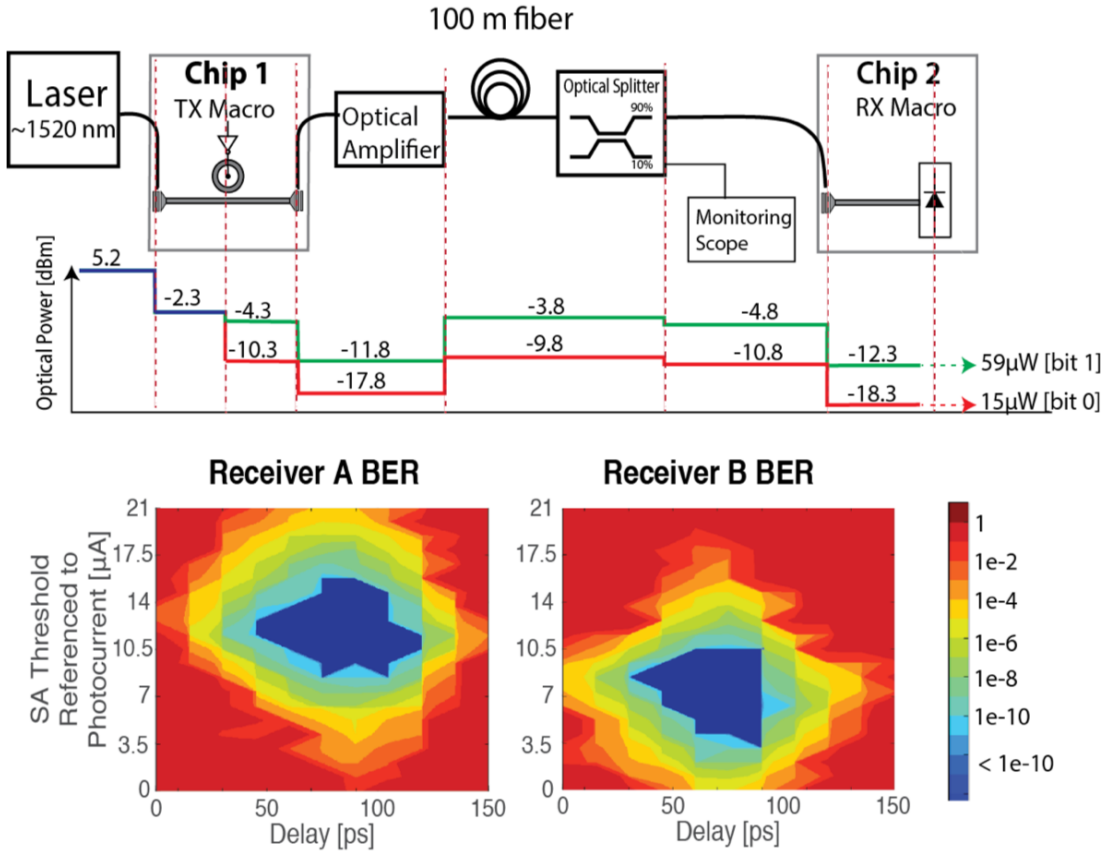 100 m fiber
Laser
~1520 nm
Chip 1
TX Macro
Optical
Amplifier
Optical Splitter
90%
10%
Monitoring
Scope
Chip 2
RX Macro
Optical Power [dBm]
5.2
-2.3
-4.3
-10.3
-11.8
-17.8
-3.8
-9.8
-4.8
-10.8
-12.3
-18.3
59µW [bit 1]
15µW [bit 0]
Receiver A BER
SA Threshold
Referenced to
Photocurrent [µA]
21
17.5
14
10.5
7
3.5
0
0
50
100
150
Delay [ps]
Receiver B BER
21
17.5
14
10.5
7
3.5
0
0
50
100
150
Delay [ps]
1
1e-2
1e-4
1e-6
1e-8
1e-10
< 1e-10